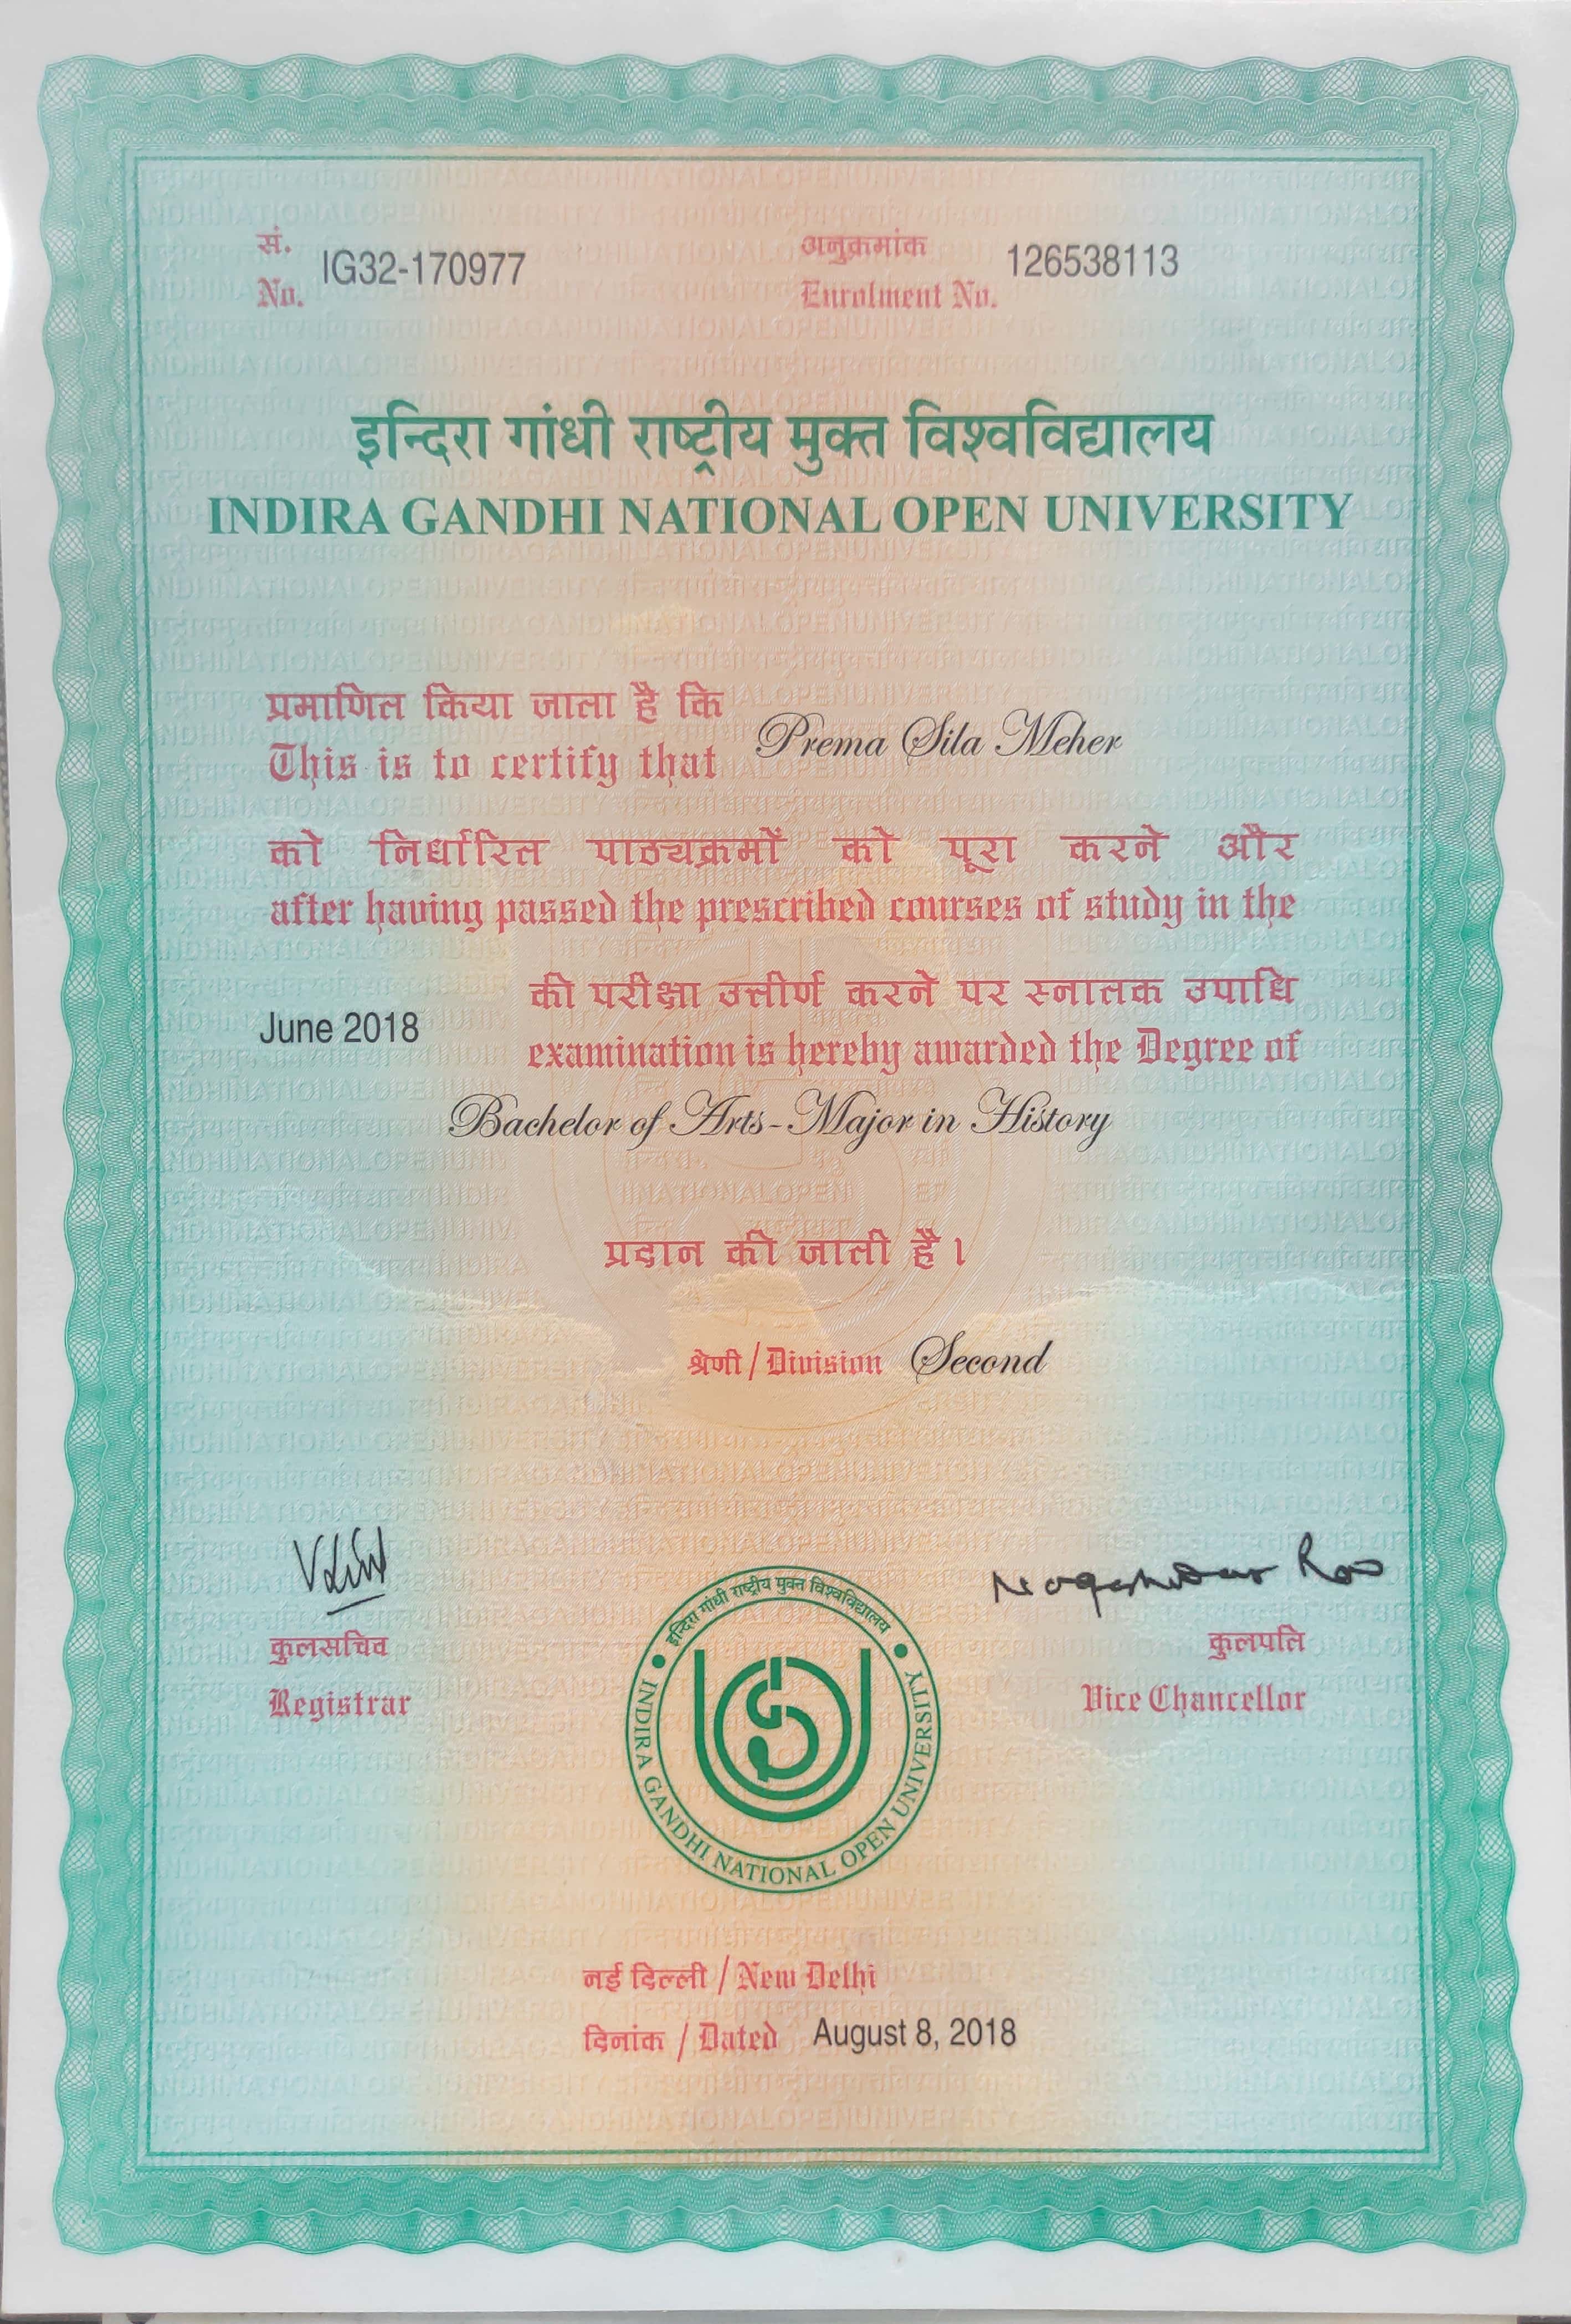 सं.
No. IG32-170977
अनुक्रमांक
Enrolment No. 126538113
इन्दिरा गांधी राष्ट्रीय मुक्त विश्वविद्यालय
INDIRA GANDHI NATIONAL OPEN UNIVERSITY
प्रमाणित किया जाता है कि
This is to certify that Prema Sila Meher
को निर्धारित पाठ्यक्रमों को पूरा करने और
after having passed the prescribed courses of study in the
की परीक्षा उत्तीर्ण करने पर स्नातक उपाधि
June 2018 examination is hereby awarded the Degree of
Bachelor of Arts-Major in History
प्रदान की जाती है।
श्रेणी / Division Second
कुलसचिव
Registrar
Nageshwar Rao
कुलपति
Vice Chancellor
इन्दिरा गाँधी राष्ट्रीय मुक्त विश्वविद्यालय
INDIRA GANDHI NATIONAL OPEN UNIVERSITY
नई दिल्ली / New Delhi
दिनांक / Dated August 8, 2018